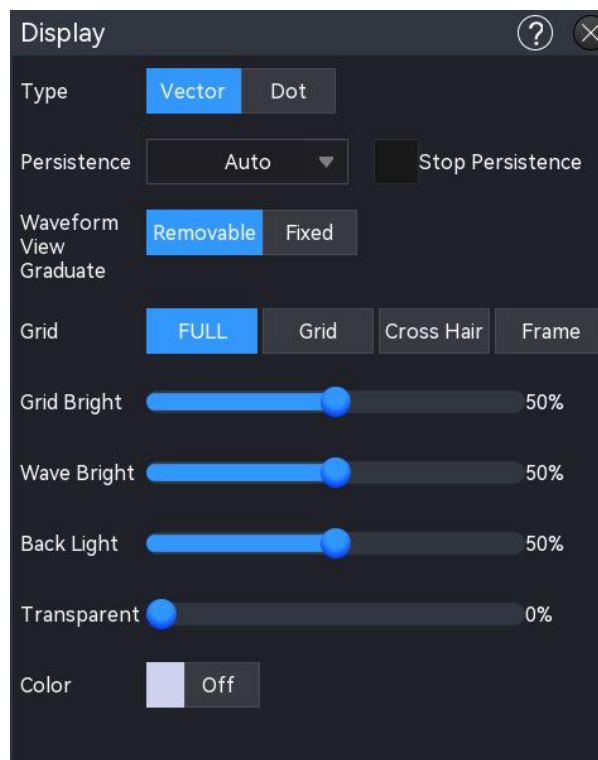 Display ?
Type Vector Dot
Persistence Auto Stop Persistence
Waveform
View
Graduate
Removable Fixed
Grid FULL Grid Cross Hair Frame
Grid Bright 50%
Wave Bright 50%
Back Light 50%
Transparent 0%
Color Off